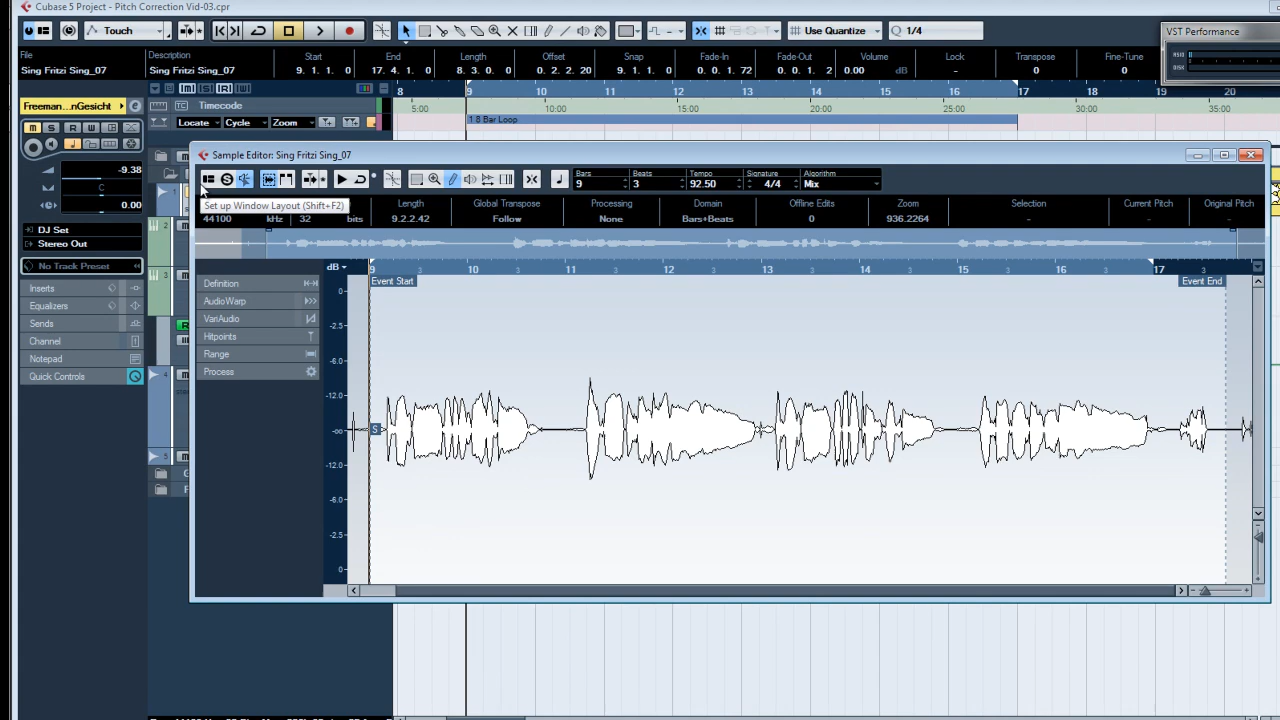 Cubase 5 Project - Pitch Correction Vid-03.cpr
Touch
Use Quantize
1/4
VST Performance
File
Description
Start
End
Length
Offset
Snap
Fade-In
Fade-Out
Volume
Lock
Transpose
Fine-Tune
Sing Fritzi Sing_07
Sing Fritzi Sing_07
9. 1. 1. 0
17. 4. 1. 0
8. 3. 0. 0
0. 2. 2. 20
9. 1. 1. 0
0. 0. 1. 72
0. 0. 1. 2
0.00
dB
-
0
0
8 9 10 11 12 13 14 15 16 17 18 19 20
Freeman...nGesicht
Timecode
5:00 10:00 15:00 20:00 25:00 30:00 35:00
Locate
Cycle
Zoom
1 8 Bar Loop
Sample Editor: Sing Fritzi Sing_07
-9.38
C
0.00
Bars
9
Beats
3
Tempo
92.50
Signature
4/4
Algorithm
Mix
Set up Window Layout (Shift+F2)
Length
Global Transpose
Processing
Domain
Offline Edits
Zoom
Selection
Current Pitch
Original Pitch
44100
kHz
32
bits
9.2.2.42
Follow
None
Bars+Beats
0
936.2264
-
-
-
DJ Set
Stereo Out
No Track Preset
dB
9 3 10 3 11 3 12 3 13 3 14 3 15 3 16 3 17 3
Event Start
Event End
Inserts
Equalizers
Sends
Channel
Notepad
Quick Controls
Definition
AudioWarp
VariAudio
Hitpoints
Range
Process
0
-2.5
-6.0
-12.0
-∞
-12.0
-6.0
-2.5
0
S